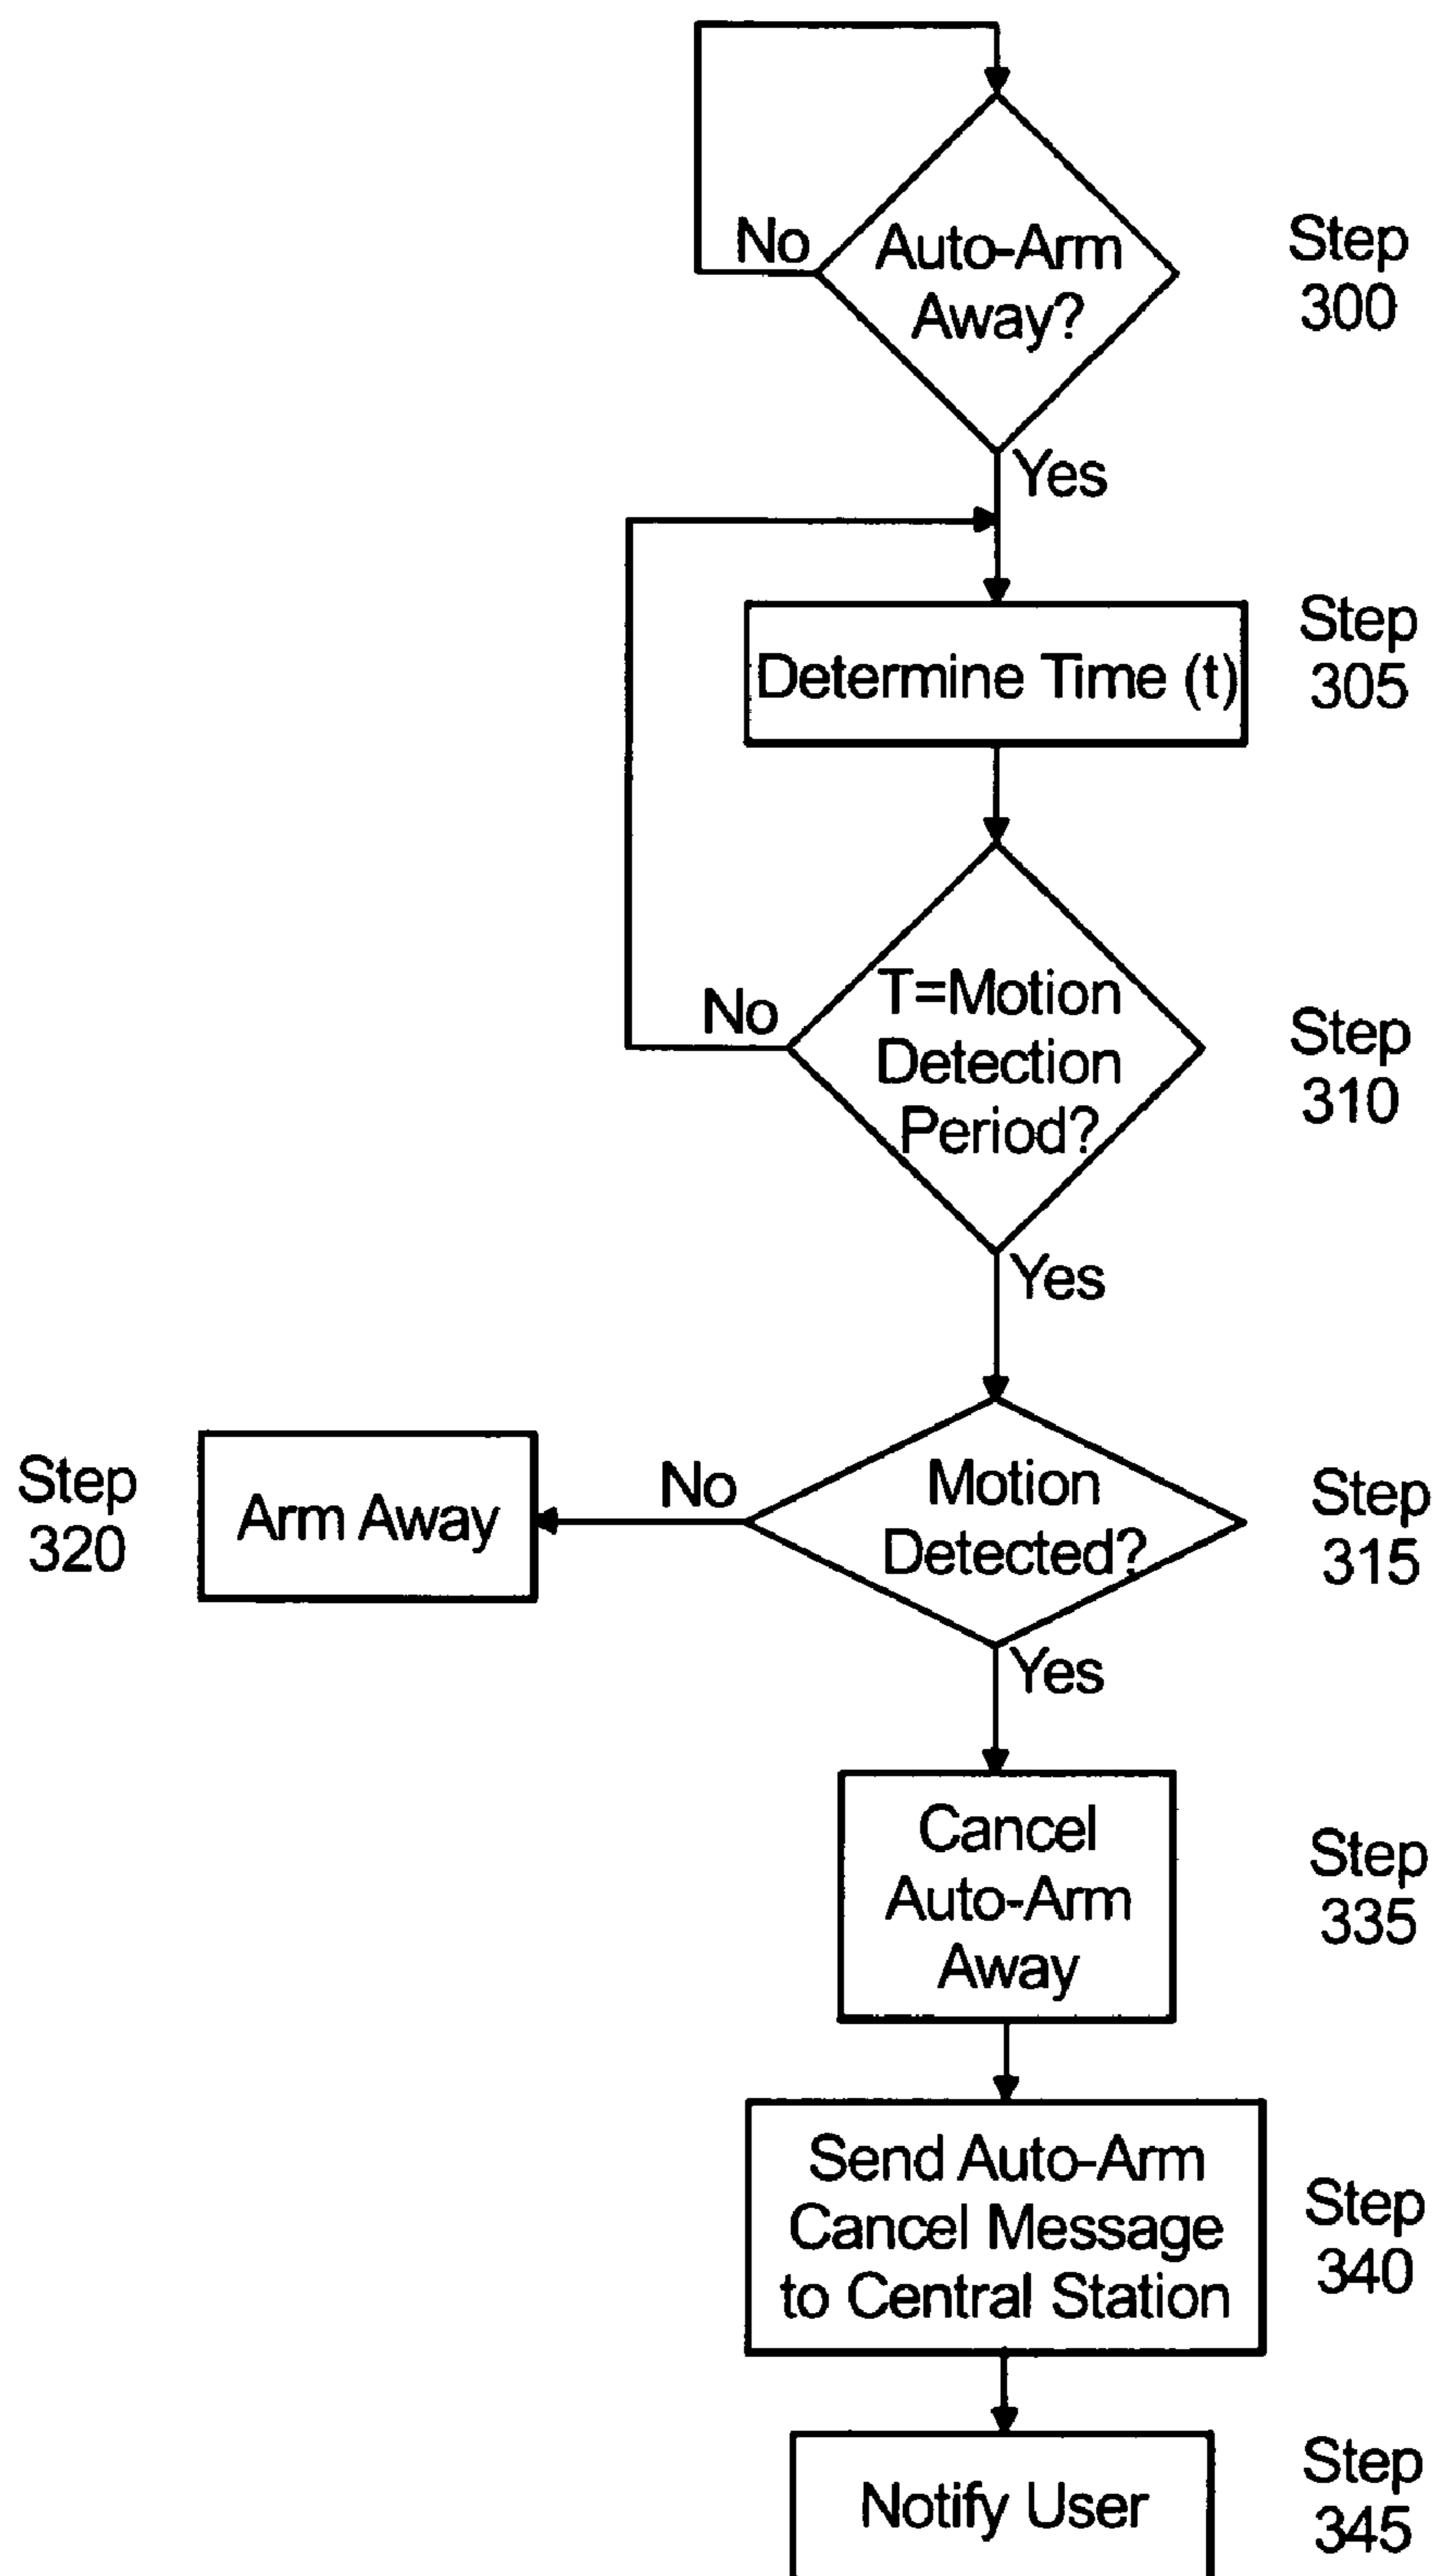 No
Auto-Arm
Away?
Step
300
Yes
Determine Time (t)
Step
305
No
T=Motion
Detection
Period?
Step
310
Yes
Step
320
Arm Away
No
Motion
Detected?
Step
315
Yes
Cancel
Auto-Arm
Away
Step
335
Send Auto-Arm
Cancel Message
to Central Station
Step
340
Notify User
Step
345